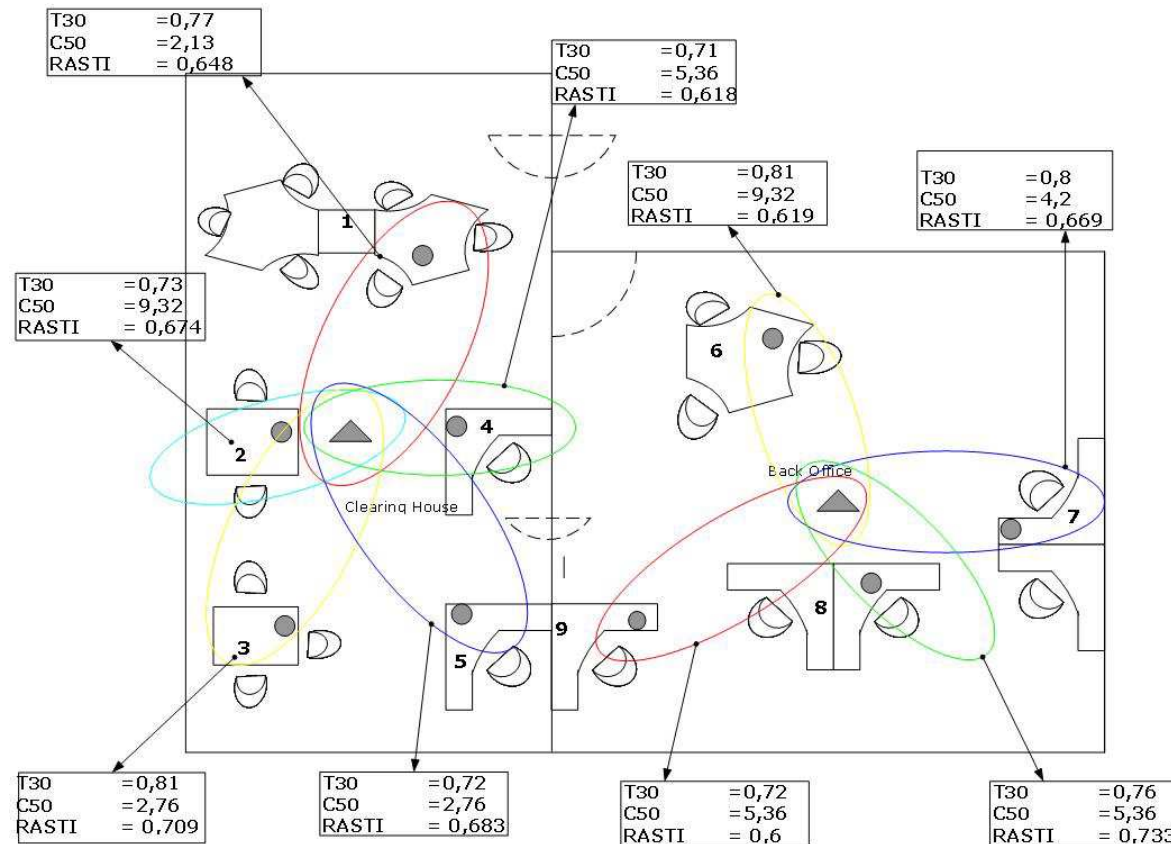 T30 =0,77
C50 =2,13
RASTI = 0,648
T30 =0,71
C50 =5,36
RASTI = 0,618
T30 =0,81
C50 =9,32
RASTI = 0,619
T30 =0,8
C50 =4,2
RASTI = 0,669
1
T30 =0,73
C50 =9,32
RASTI = 0,674
6
2
4
Clearing House
Back Office
7
3
5
9
8
T30 =0,81
C50 =2,76
RASTI = 0,709
T30 =0,72
C50 =2,76
RASTI = 0,683
T30 =0,72
C50 =5,36
RASTI = 0,6
T30 =0,76
C50 =5,36
RASTI = 0,733